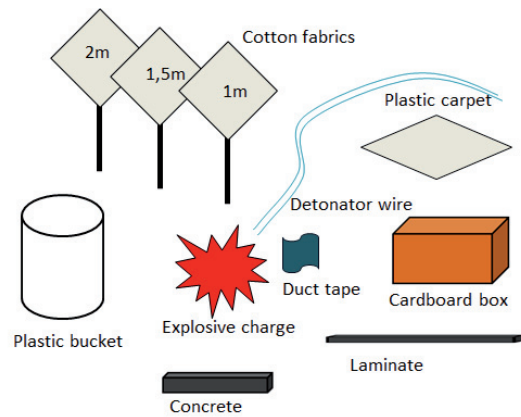 Cotton fabrics
2m
1,5m
1m
Plastic carpet
Detonator wire
Duct tape
Cardboard box
Explosive charge
Plastic bucket
Laminate
Concrete